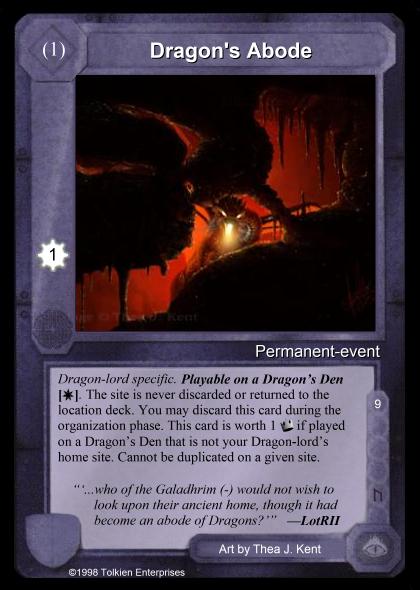 (1)
Dragon's Abode
1
© Thea J. Kent
Permanent-event
Dragon-lord specific. Playable on a Dragon's Den
[✷]. The site is never discarded or returned to the
location deck. You may discard this card during the
organization phase. This card is worth 1 if played
on a Dragon's Den that is not your Dragon-lord's
home site. Cannot be duplicated on a given site.
9
"'...who of the Galadhrim (-) would not wish to
look upon their ancient home, though it had
become an abode of Dragons?'" —LotRII
Art by Thea J. Kent
©1998 Tolkien Enterprises